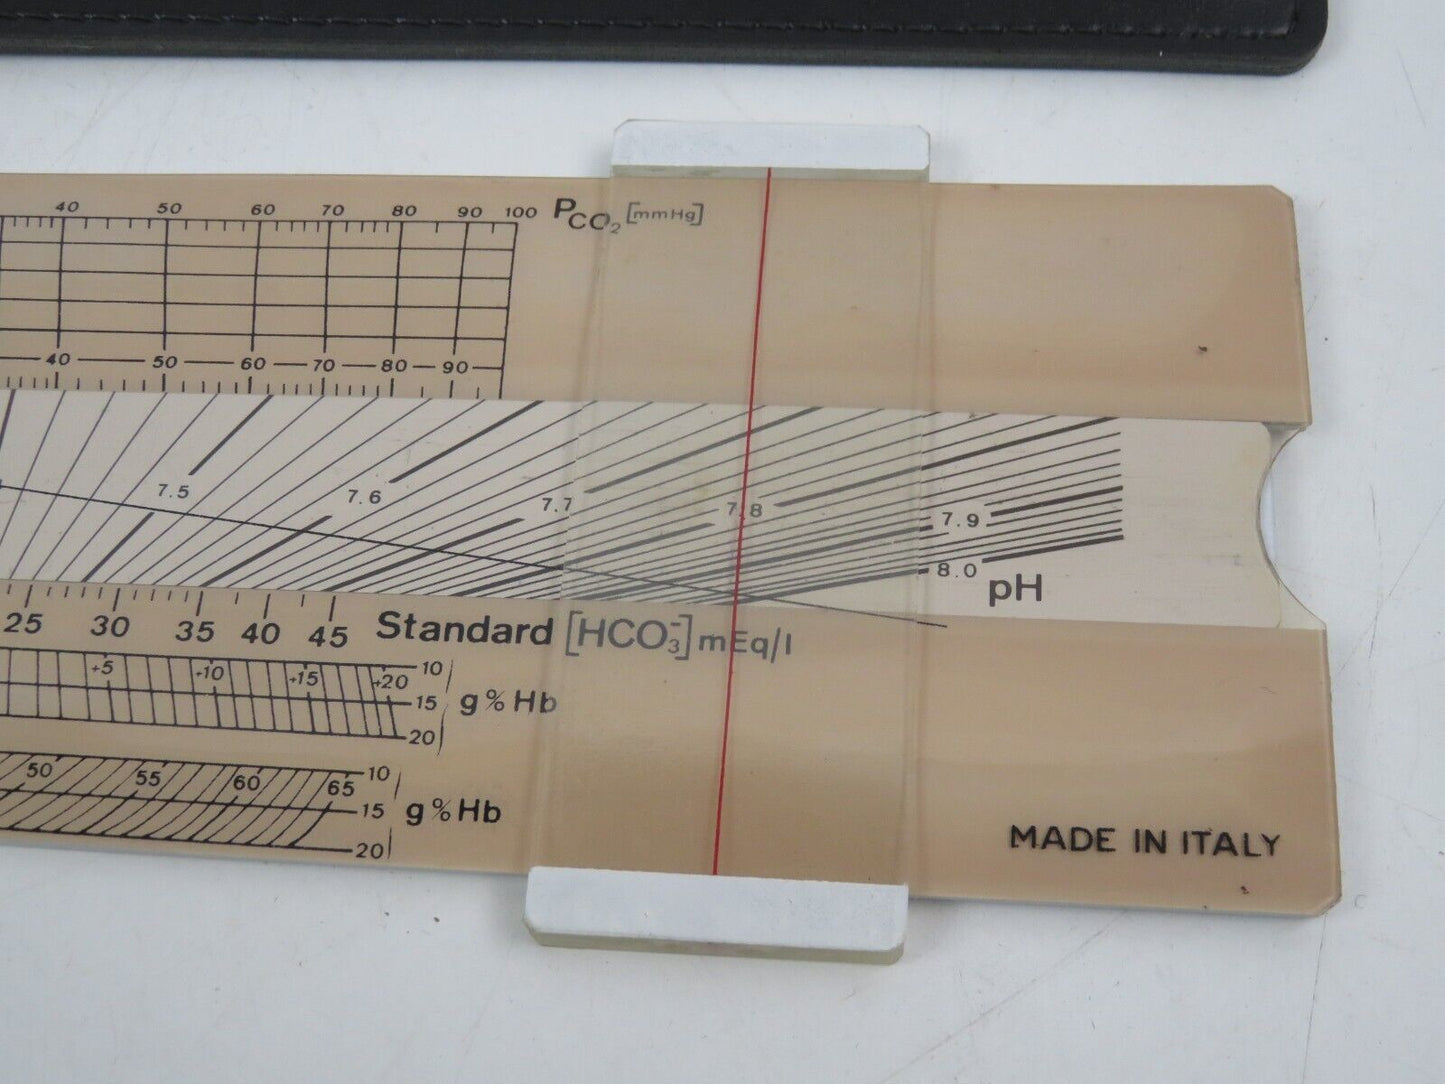 40 50 60 70 80 90 100 PCO₂ [mmHg]
40 50 60 70 80 90
7.5 7.6 7.7 7.8 7.9
8.0 pH
25 30 35 40 45 Standard [HCO₃⁻] mEq/l
+5 +10 +15 +20 10
15 g%Hb
20
50 55 60 65 10
15 g%Hb
20
MADE IN ITALY